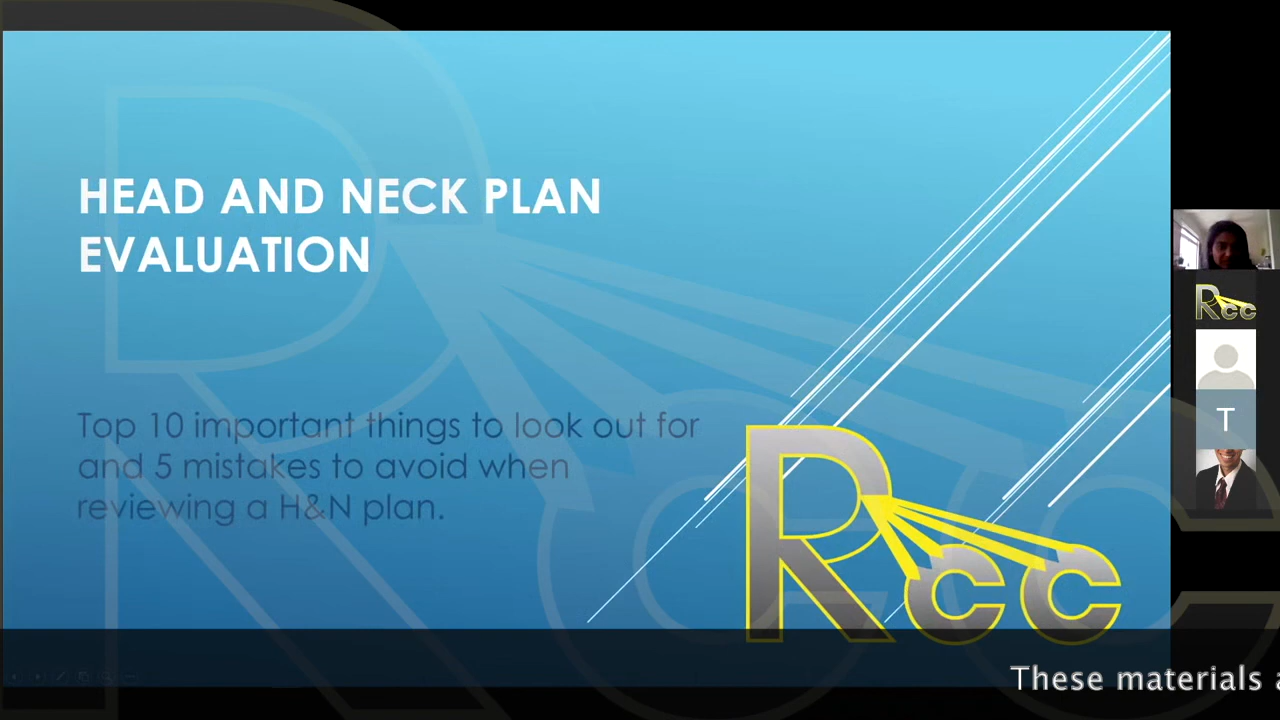 HEAD AND NECK PLAN
EVALUATION
Top 10 important things to look out for
and 5 mistakes to avoid when
reviewing a H&N plan.
Rcc
Rcc
T
These materials a